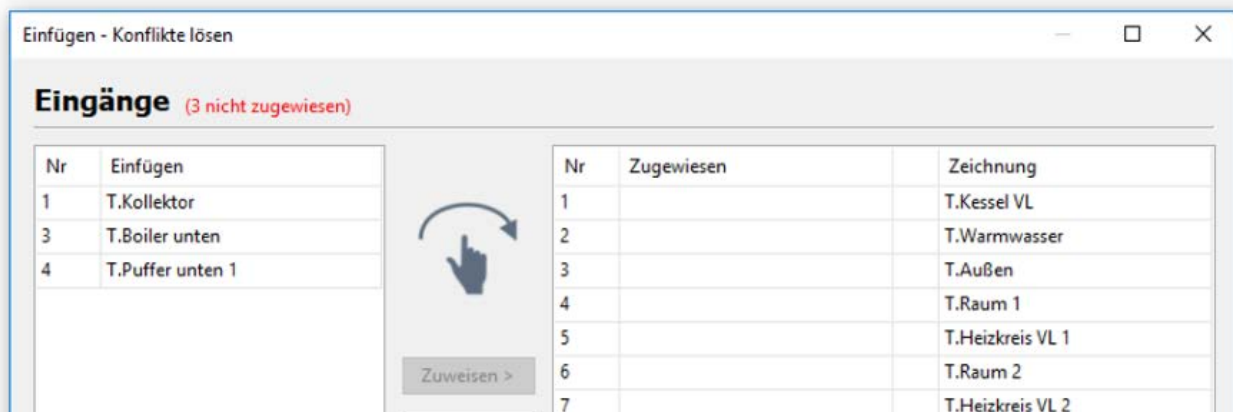 Einfügen - Konflikte lösen
Eingänge (3 nicht zugewiesen)
Nr Einfügen
1 T.Kollektor
3 T.Boiler unten
4 T.Puffer unten 1
Zuweisen >
Nr Zugewiesen Zeichnung
1 T.Kessel VL
2 T.Warmwasser
3 T.Außen
4 T.Raum 1
5 T.Heizkreis VL 1
6 T.Raum 2
7 T.Heizkreis VL 2